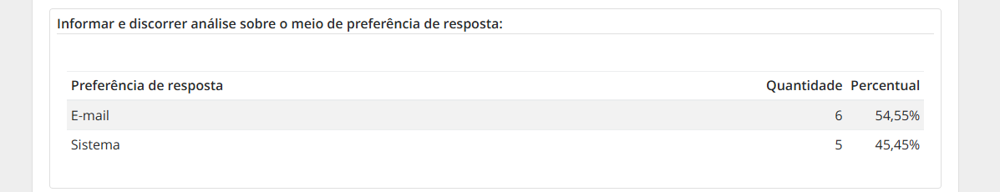 Informar e discorrer análise sobre o meio de preferência de resposta:
Preferência de resposta Quantidade Percentual
E-mail 6 54,55%
Sistema 5 45,45%